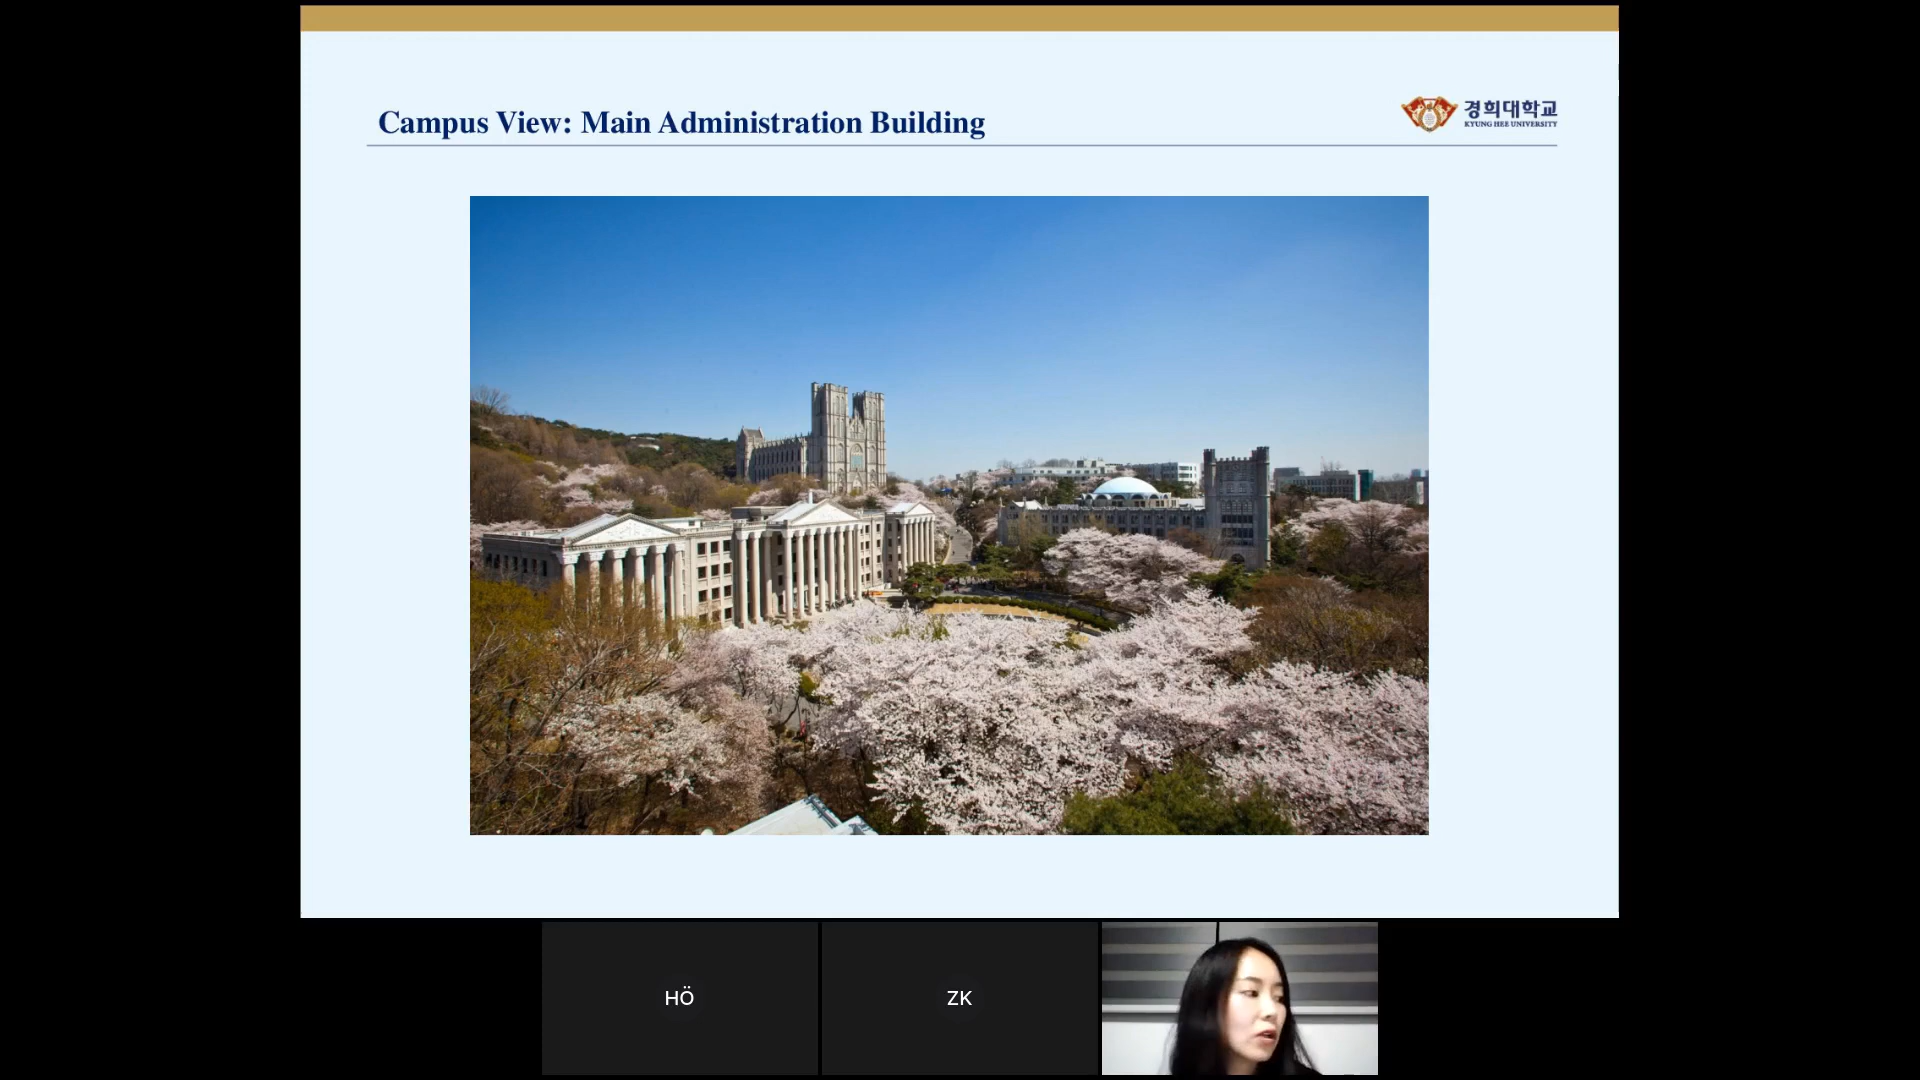 Campus View: Main Administration Building
경희대학교
KYUNG HEE UNIVERSITY
HÖ
ZK